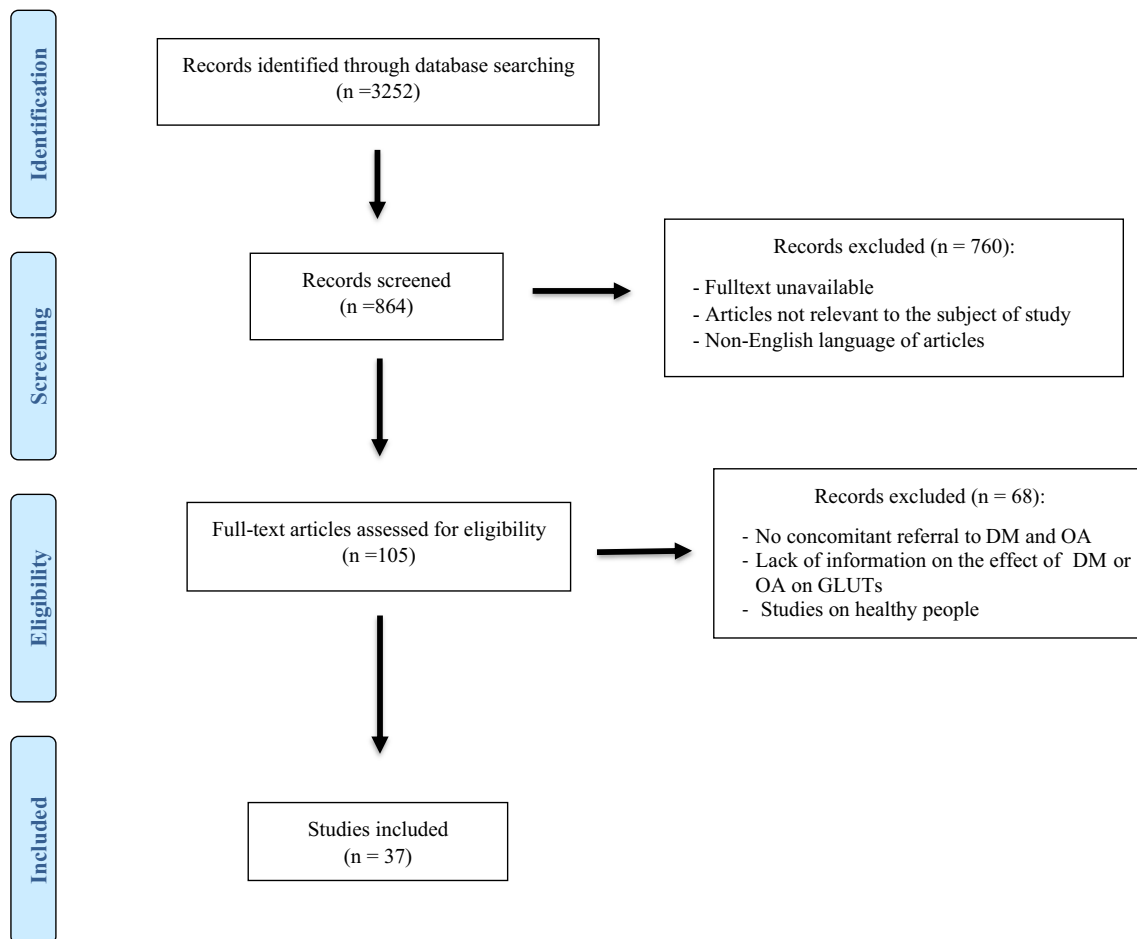 Identification
Records identified through database searching
(n =3252)
Screening
Records screened
(n =864)
Records excluded (n = 760):
- Fulltext unavailable
- Articles not relevant to the subject of study
- Non-English language of articles
Eligibility
Full-text articles assessed for eligibility
(n =105)
Records excluded (n = 68):
- No concomitant referral to DM and OA
- Lack of information on the effect of DM or
OA on GLUTs
- Studies on healthy people
Included
Studies included
(n = 37)